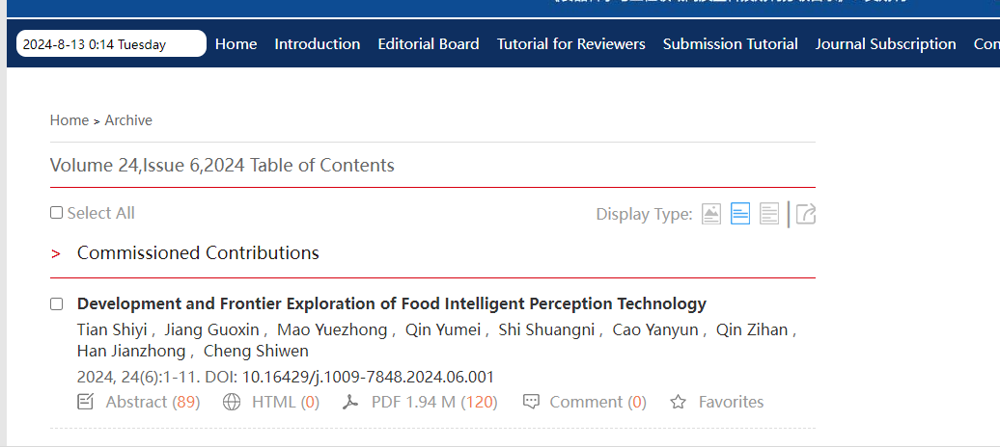 2024-8-13 0:14 Tuesday Home Introduction Editorial Board Tutorial for Reviewers Submission Tutorial Journal Subscription
Home > Archive
Volume 24,Issue 6,2024 Table of Contents
Select All Display Type:
> Commissioned Contributions
Development and Frontier Exploration of Food Intelligent Perception Technology
Tian Shiyi , Jiang Guoxin , Mao Yuezhong , Qin Yumei , Shi Shuangni , Cao Yanyun , Qin Zihan ,
Han Jianzhong , Cheng Shiwen
2024, 24(6):1-11. DOI: 10.16429/j.1009-7848.2024.06.001
Abstract (89) HTML (0) PDF 1.94 M (120) Comment (0) Favorites